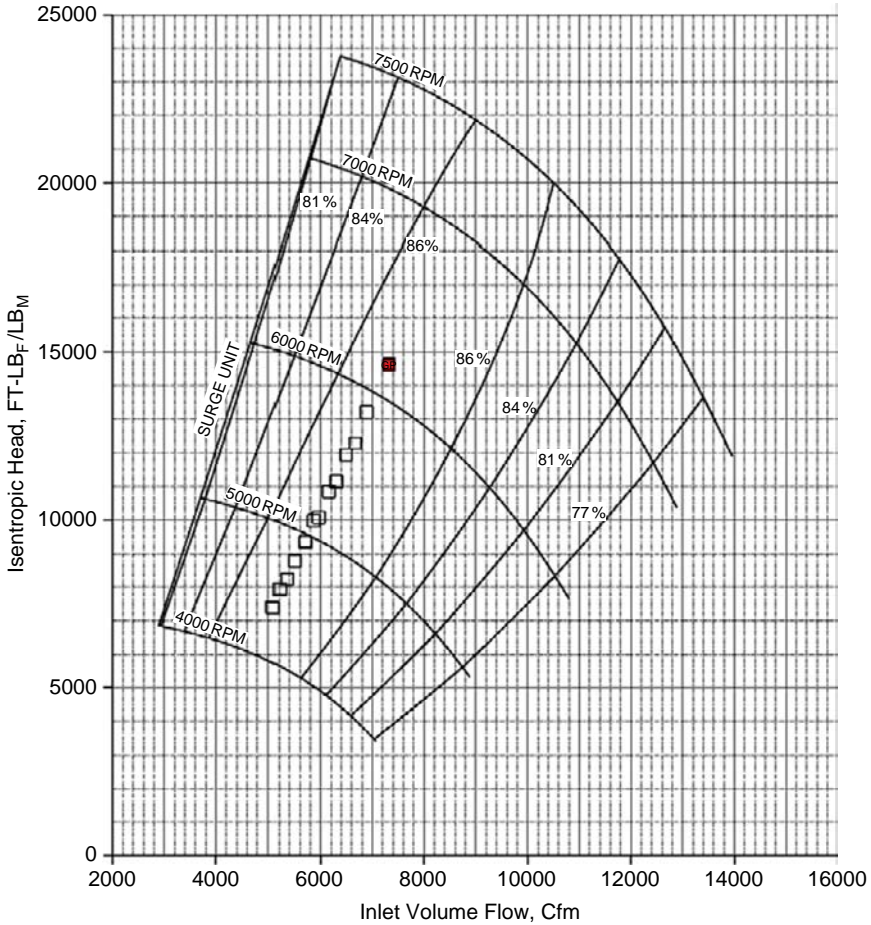 25000
20000
15000
10000
5000
0
Isentropic Head, FT-LBF/LBM
7500 RPM
7000 RPM
81 %
84%
86%
6000 RPM
SURGE UNIT
86 %
84 %
81 %
77 %
5000 RPM
4000 RPM
2000 4000 6000 8000 10000 12000 14000 16000
Inlet Volume Flow, Cfm